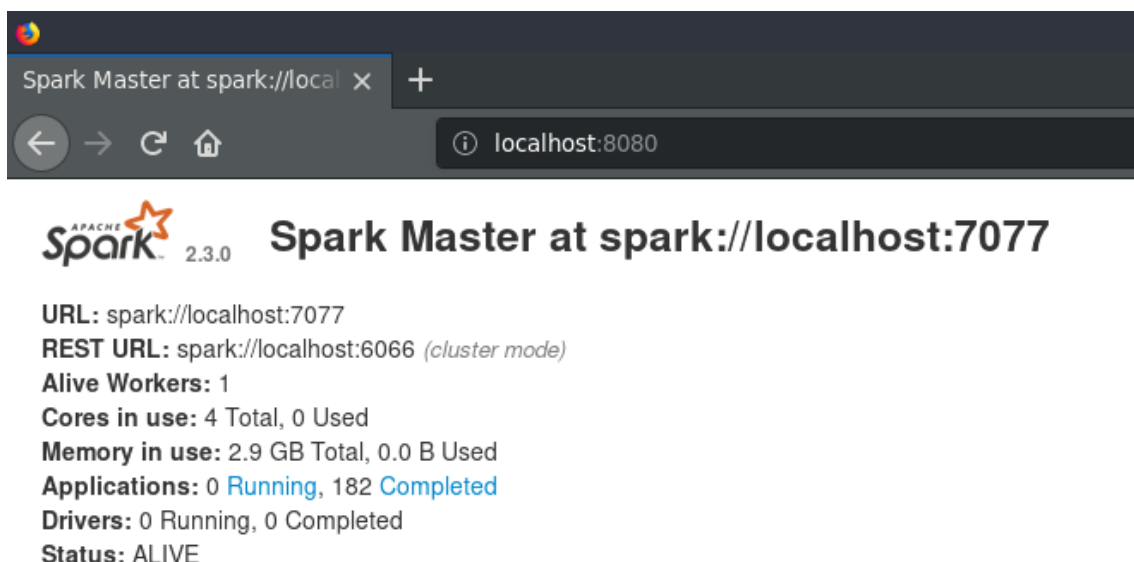 Spark Master at spark://local
localhost:8080
APACHE
Spark 2.3.0 Spark Master at spark://localhost:7077
URL: spark://localhost:7077
REST URL: spark://localhost:6066 (cluster mode)
Alive Workers: 1
Cores in use: 4 Total, 0 Used
Memory in use: 2.9 GB Total, 0.0 B Used
Applications: 0 Running, 182 Completed
Drivers: 0 Running, 0 Completed
Status: ALIVE